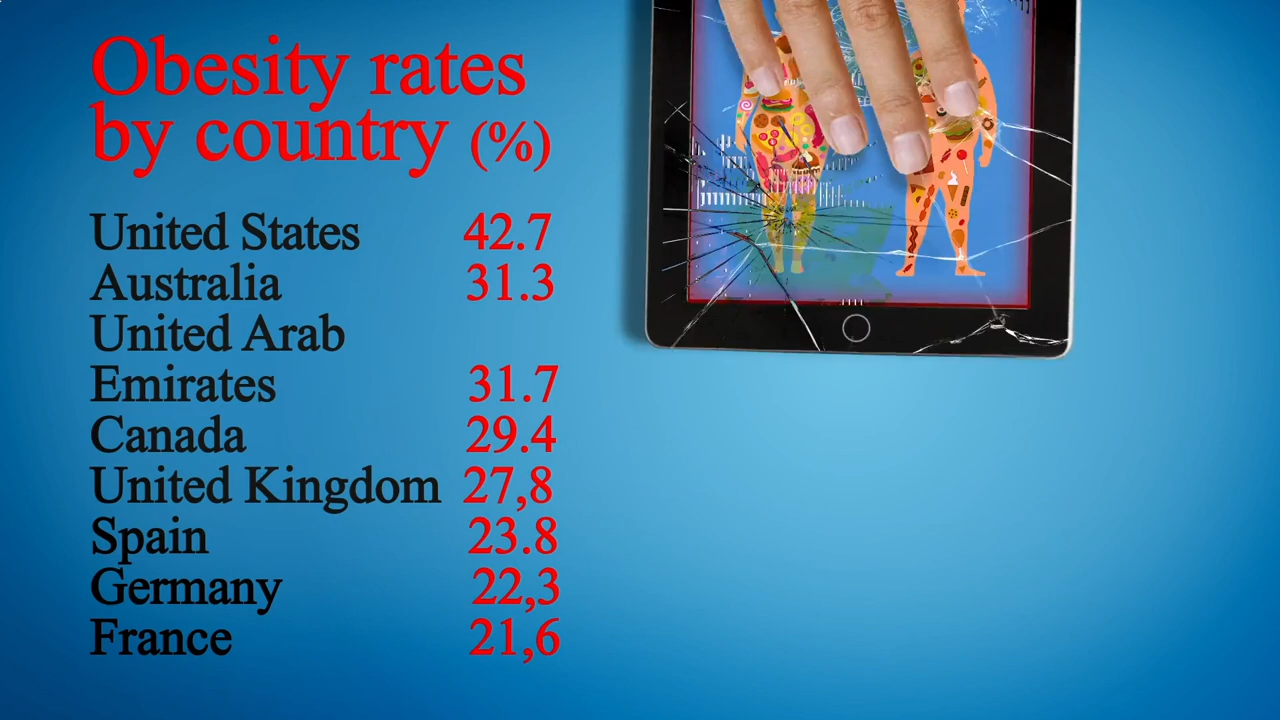 Obesity rates
by country (%)
United States 42.7
Australia 31.3
United Arab
Emirates 31.7
Canada 29.4
United Kingdom 27,8
Spain 23.8
Germany 22,3
France 21,6